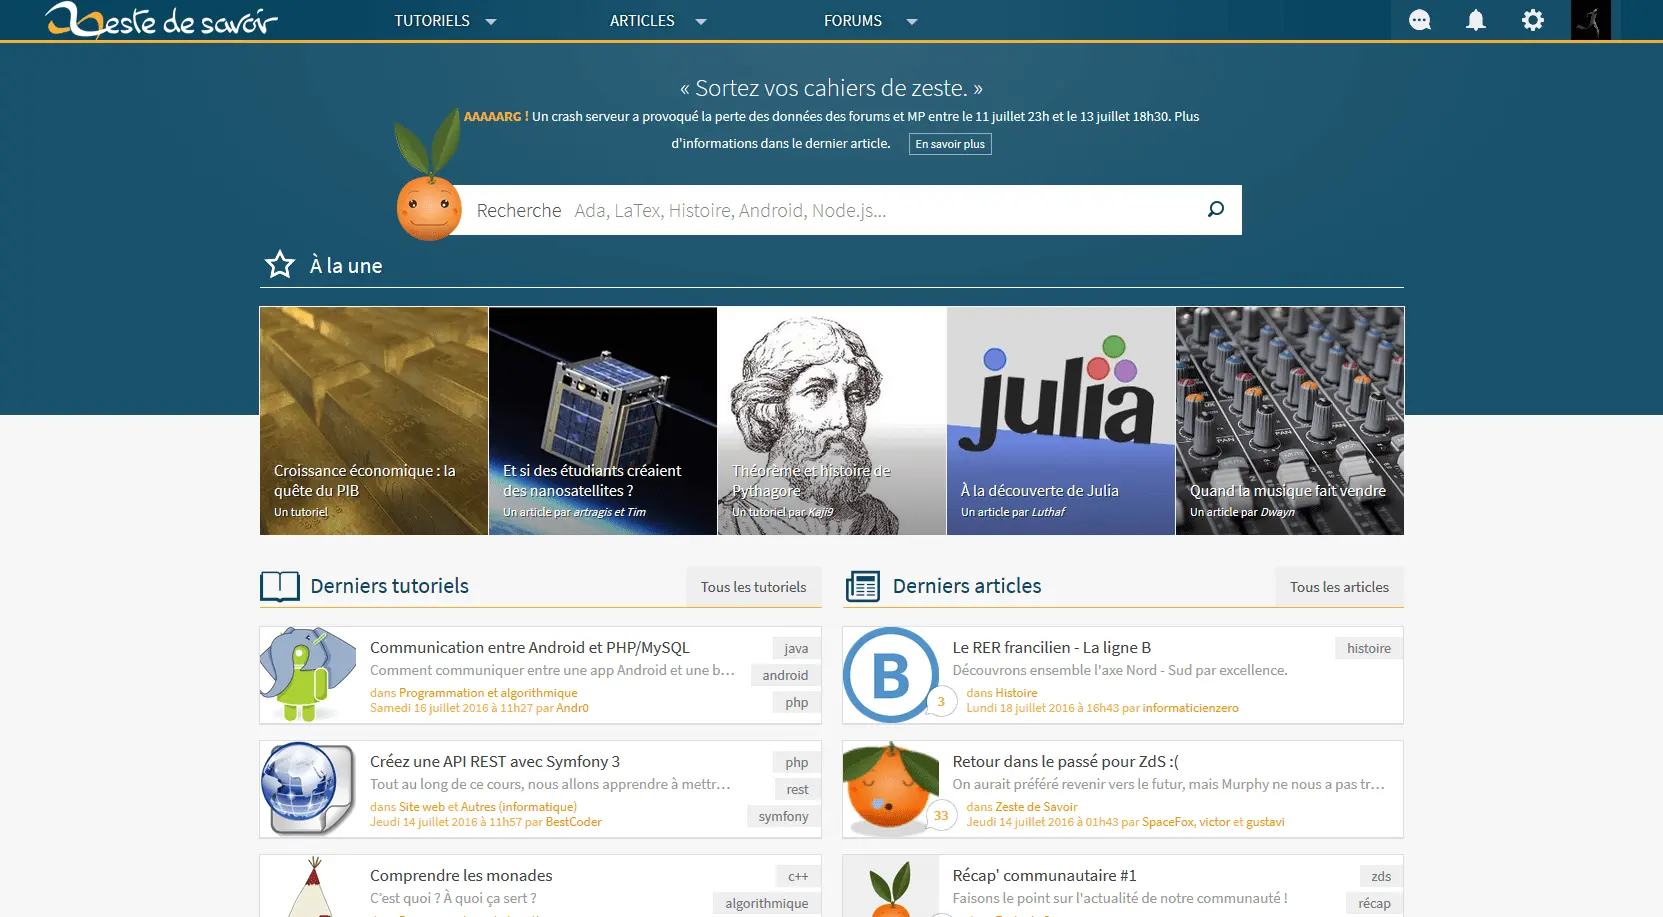 Zeste de savoir
TUTORIELS
ARTICLES
FORUMS
« Sortez vos cahiers de zeste. »
AAAAARG ! Un crash serveur a provoqué la perte des données des forums et MP entre le 11 juillet 23h et le 13 juillet 18h30. Plus
d'informations dans le dernier article. En savoir plus
Recherche Ada, LaTex, Histoire, Android, Node.js...
À la une
Croissance économique : la
quête du PIB
Un tutoriel
Et si des étudiants créaient
des nanosatellites ?
Un article par artragis et Tim
Théorème et histoire de
Pythagore
Un tutoriel par Kaji9
julia
À la découverte de Julia
Un article par Luthaf
Quand la musique fait vendre
Un article par Dwayn
Derniers tutoriels
Tous les tutoriels
Communication entre Android et PHP/MySQL
Comment communiquer entre une app Android et une b…
dans Programmation et algorithmique
Samedi 16 juillet 2016 à 11h27 par Andr0
java
android
php
Créez une API REST avec Symfony 3
Tout au long de ce cours, nous allons apprendre à mettr…
dans Site web et Autres (informatique)
Jeudi 14 juillet 2016 à 11h57 par BestCoder
php
rest
symfony
Comprendre les monades
C’est quoi ? À quoi ça sert ?
c++
algorithmique
Derniers articles
Tous les articles
B
3
Le RER francilien - La ligne B
Découvrons ensemble l'axe Nord - Sud par excellence.
dans Histoire
Lundi 18 juillet 2016 à 16h43 par informaticienzero
histoire
33
Retour dans le passé pour ZdS :(
On aurait préféré revenir vers le futur, mais Murphy ne nous a pas tr…
dans Zeste de Savoir
Jeudi 14 juillet 2016 à 01h43 par SpaceFox, victor et gustavi
Récap' communautaire #1
Faisons le point sur l'actualité de notre communauté !
zds
récap